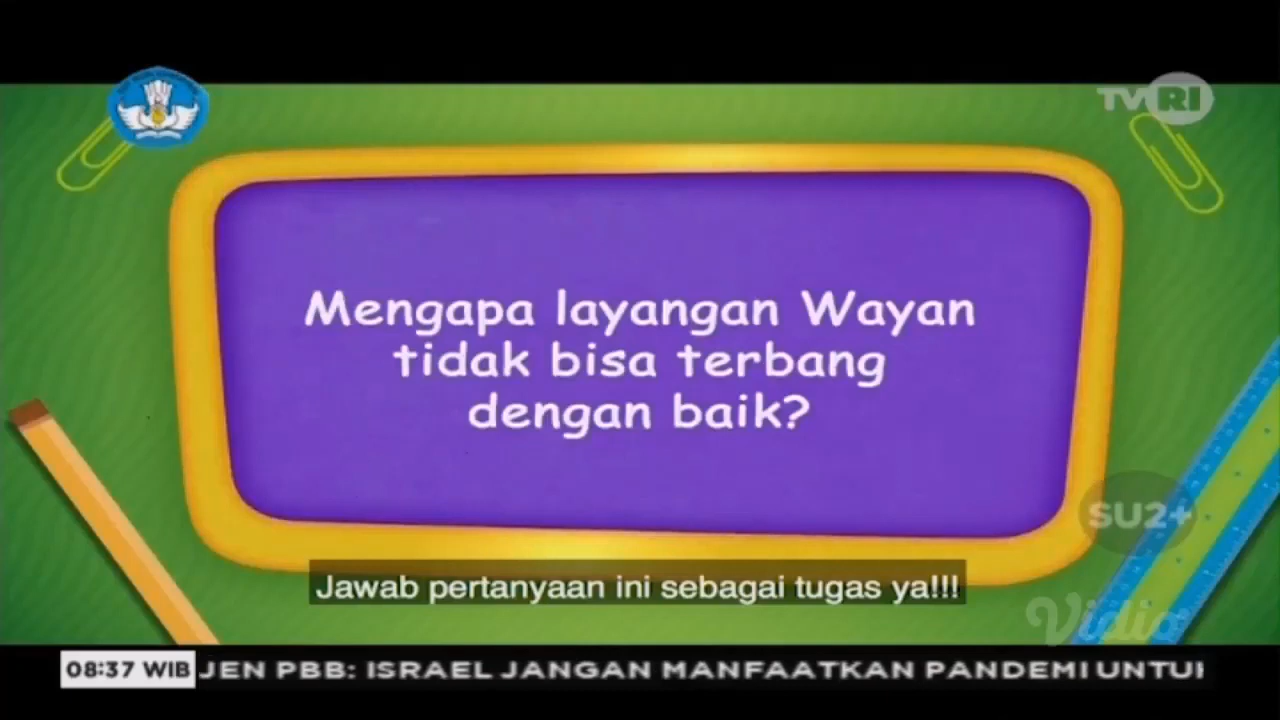 TVRI
Mengapa layangan Wayan
tidak bisa terbang
dengan baik?
SU2+
Jawab pertanyaan ini sebagai tugas ya!!!
Vidio
08:37 WIB JEN PBB: ISRAEL JANGAN MANFAATKAN PANDEMI UNTUK